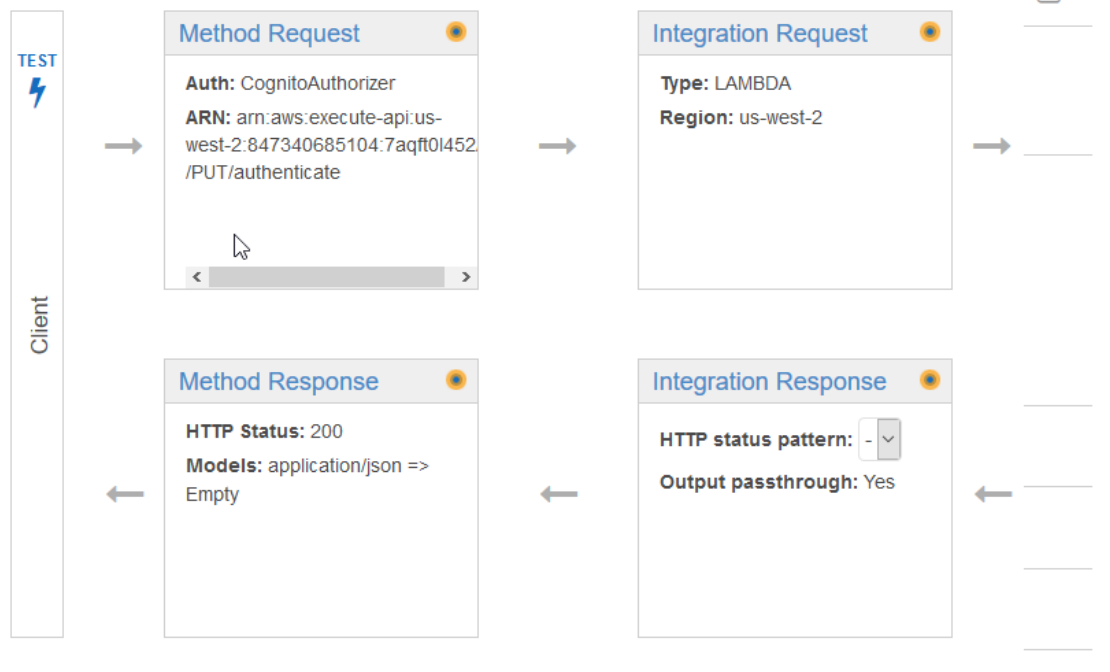 TEST
Client
Method Request
Auth: CognitoAuthorizer
ARN: arn:aws:execute-api:us-
west-2:847340685104:7aqft0l452/
/PUT/authenticate
Integration Request
Type: LAMBDA
Region: us-west-2
Method Response
HTTP Status: 200
Models: application/json =>
Empty
Integration Response
HTTP status pattern: -
Output passthrough: Yes